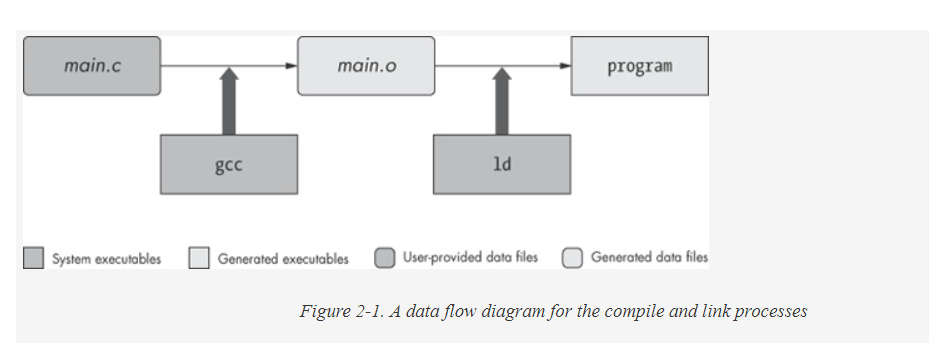 main.c main.o program
gcc ld
System executables Generated executables User-provided data files Generated data files
Figure 2-1. A data flow diagram for the compile and link processes